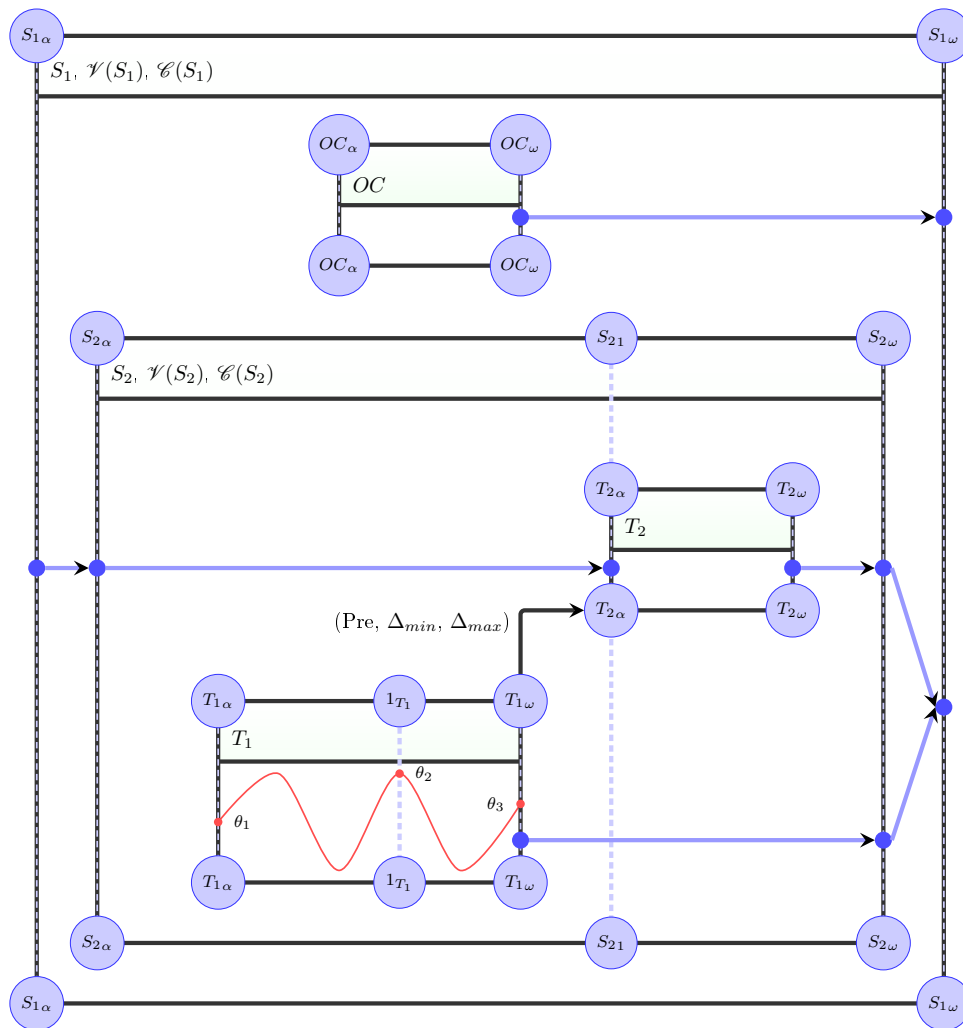 S₁α S₁ω
S₁, 𝒱(S₁), 𝒞(S₁)
OCα OCω
OC
OCα OCω
S₂α S₂₁ S₂ω
S₂, 𝒱(S₂), 𝒞(S₂)
T₂α T₂ω
T₂
(Pre, Δmin, Δmax) T₂α T₂ω
T₁α 1T₁ T₁ω
T₁
θ₂
θ₃
θ₁
T₁α 1T₁ T₁ω
S₂α S₂₁ S₂ω
S₁α S₁ω